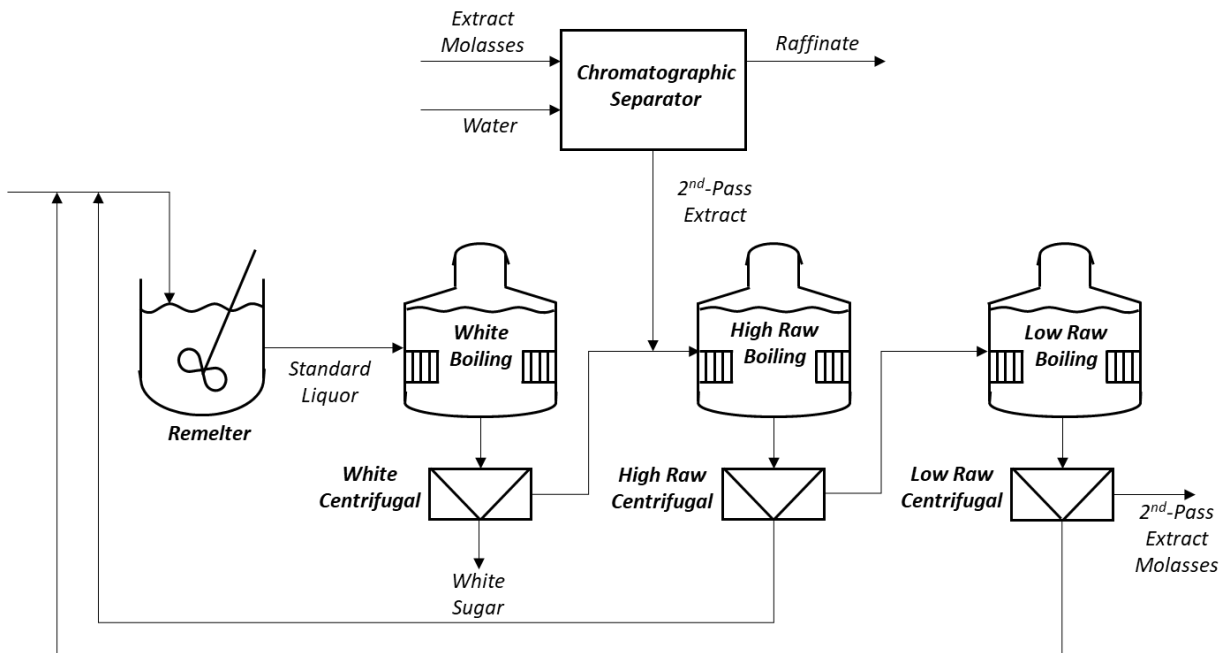 Extract
Molasses
Raffinate
Chromatographic
Separator
Water
2nd-Pass
Extract
White
Boiling
High Raw
Boiling
Low Raw
Boiling
Standard
Liquor
Remelter
White
Centrifugal
High Raw
Centrifugal
Low Raw
Centrifugal
2nd-Pass
Extract
Molasses
White
Sugar